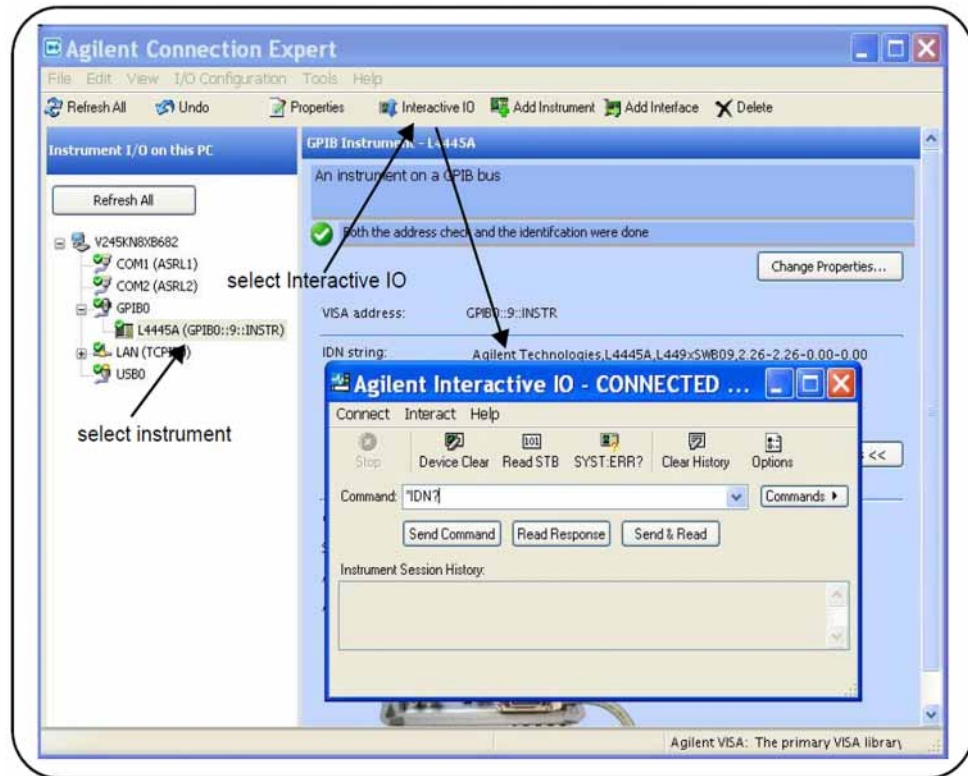 Agilent Connection Expert
File Edit View I/O Configuration Tools Help
Refresh All Undo Properties Interactive IO Add Instrument Add Interface Delete
Instrument I/O on this PC
Refresh All
V245KN8XB682
COM1 (ASRL1)
COM2 (ASRL2)
GPIB0
L4445A (GPIB0::9::INSTR)
LAN (TCPIP0)
USB0
select Interactive IO
select instrument
GPIB Instrument - L4445A
An instrument on a GPIB bus
Both the address check and the identifcation were done
Change Properties...
VISA address: GPIB0::9::INSTR
IDN string: Agilent Technologies,L4445A,L449xSWB09,2.26-2.26-0.00-0.00
<<
Agilent Interactive IO - CONNECTED ...
Connect Interact Help
Stop Device Clear Read STB SYST:ERR? Clear History Options
101
Command: *IDN? Commands
Send Command Read Response Send & Read
Instrument Session History:
Agilent VISA: The primary VISA library